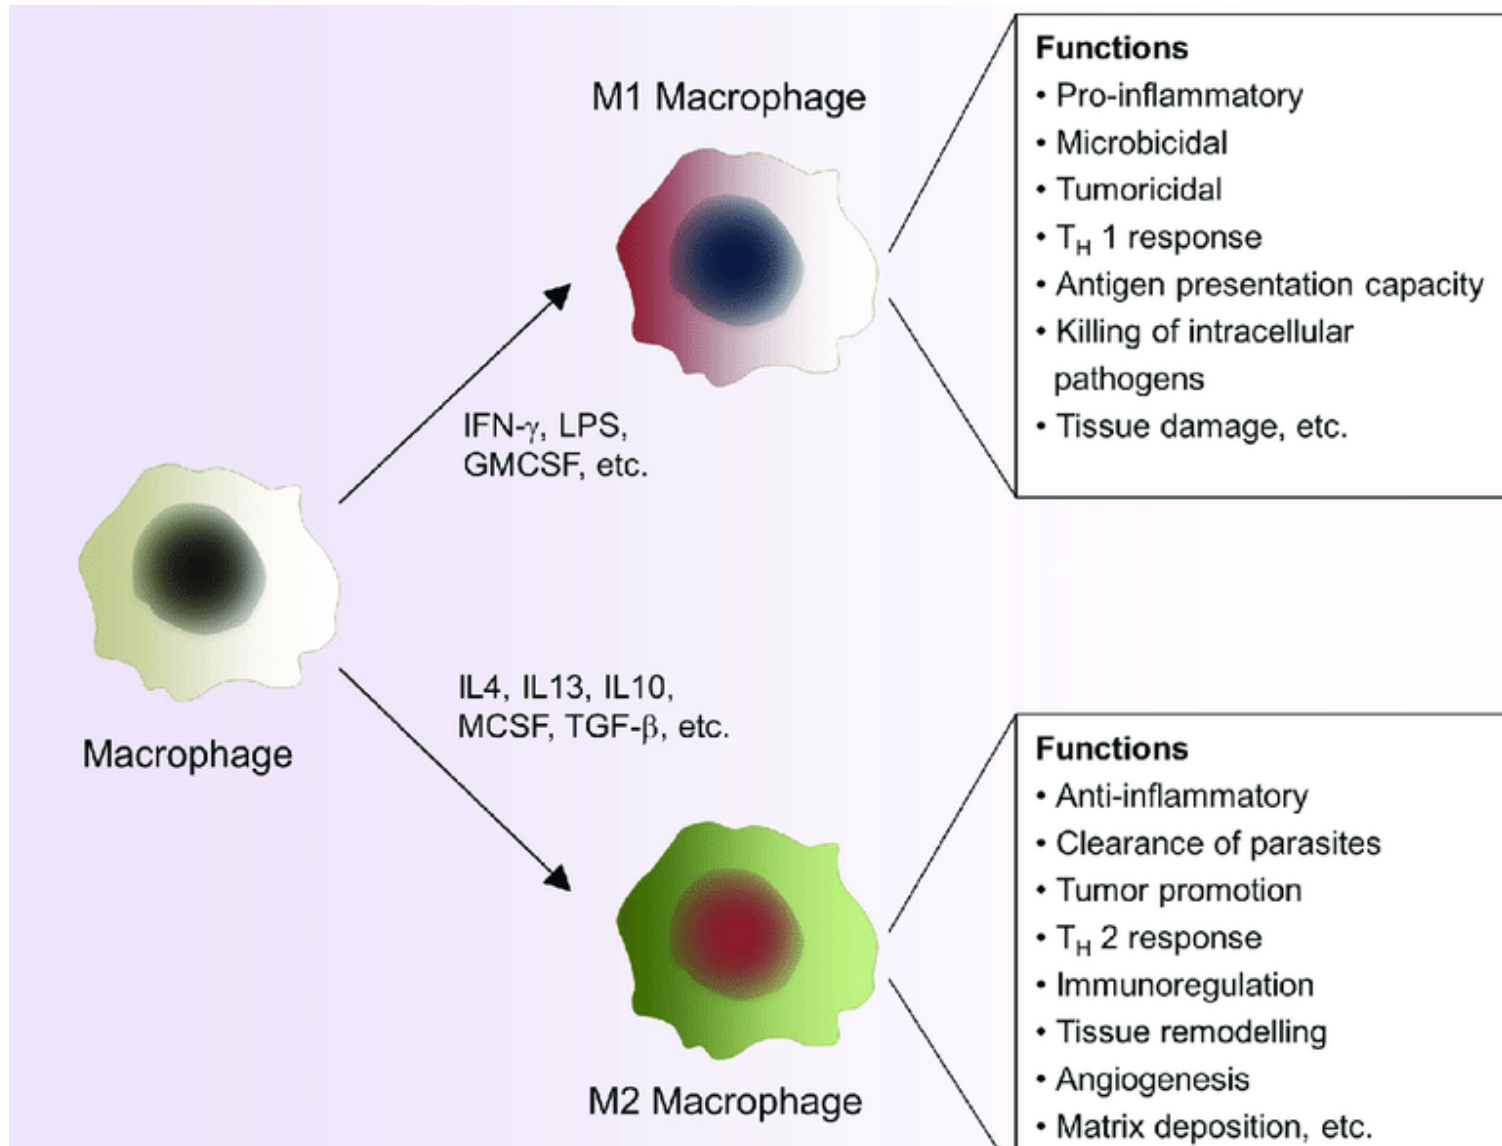 M1 Macrophage
IFN-γ, LPS,
GMCSF, etc.
Functions
• Pro-inflammatory
• Microbicidal
• Tumoricidal
• TH 1 response
• Antigen presentation capacity
• Killing of intracellular
pathogens
• Tissue damage, etc.
Macrophage
IL4, IL13, IL10,
MCSF, TGF-β, etc.
M2 Macrophage
Functions
• Anti-inflammatory
• Clearance of parasites
• Tumor promotion
• TH 2 response
• Immunoregulation
• Tissue remodelling
• Angiogenesis
• Matrix deposition, etc.